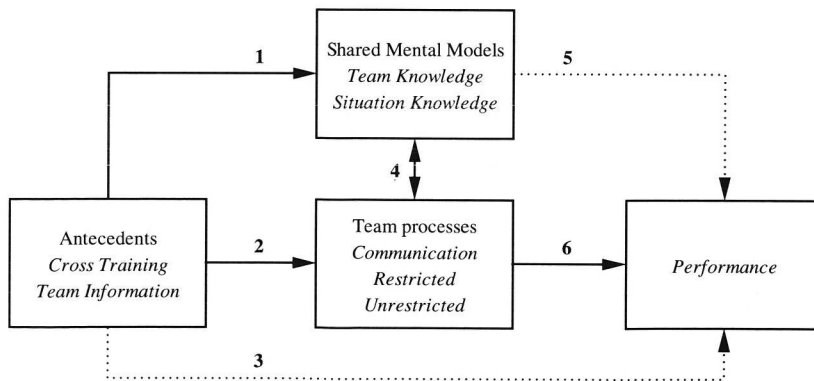 1
Shared Mental Models
Team Knowledge
Situation Knowledge
5
4
Antecedents
Cross Training
Team Information
2
Team processes
Communication
Restricted
Unrestricted
6
Performance
3